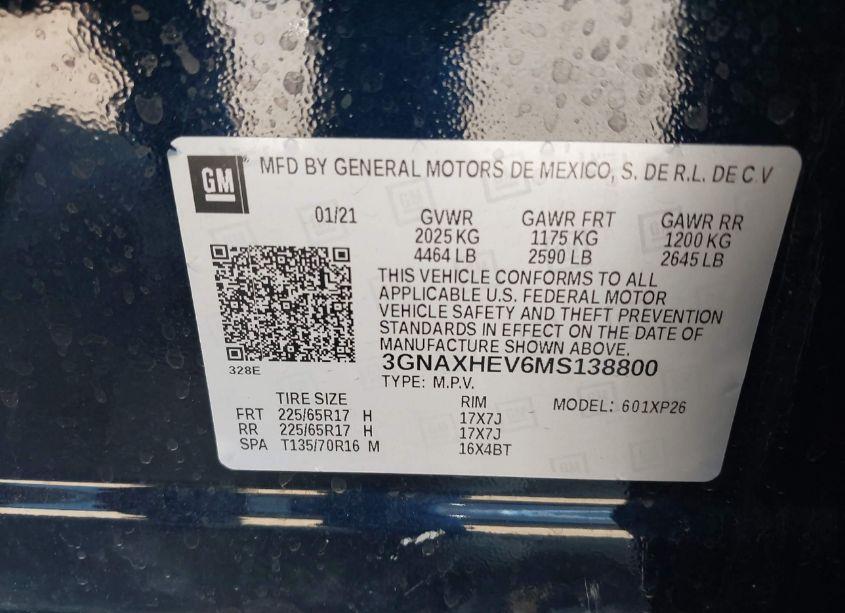 GM ® MFD BY GENERAL MOTORS DE MEXICO, S. DE R.L. DE C.V
01/21 GVWR GAWR FRT GAWR RR
2025 KG 1175 KG 1200 KG
4464 LB 2590 LB 2645 LB
THIS VEHICLE CONFORMS TO ALL
APPLICABLE U.S. FEDERAL MOTOR
VEHICLE SAFETY AND THEFT PREVENTION
STANDARDS IN EFFECT ON THE DATE OF
MANUFACTURE SHOWN ABOVE.
328E
3GNAXHEV6MS138800
TYPE: M.P.V.
TIRE SIZE RIM MODEL: 601XP26
FRT 225/65R17 H 17X7J
RR 225/65R17 H 17X7J
SPA T135/70R16 M 16X4BT